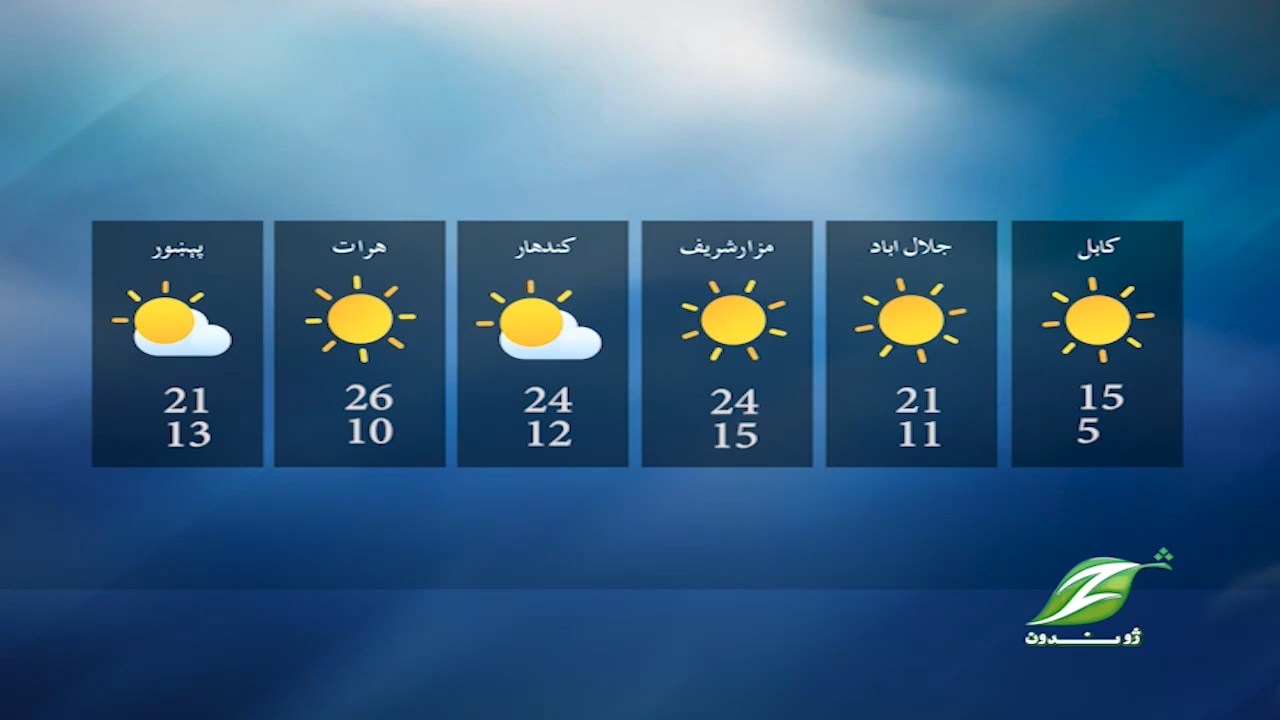 کابل
15
5
جلال اباد
21
11
مزارشریف
24
15
کندهار
24
12
هرات
26
10
پېښور
21
13
ژوندون